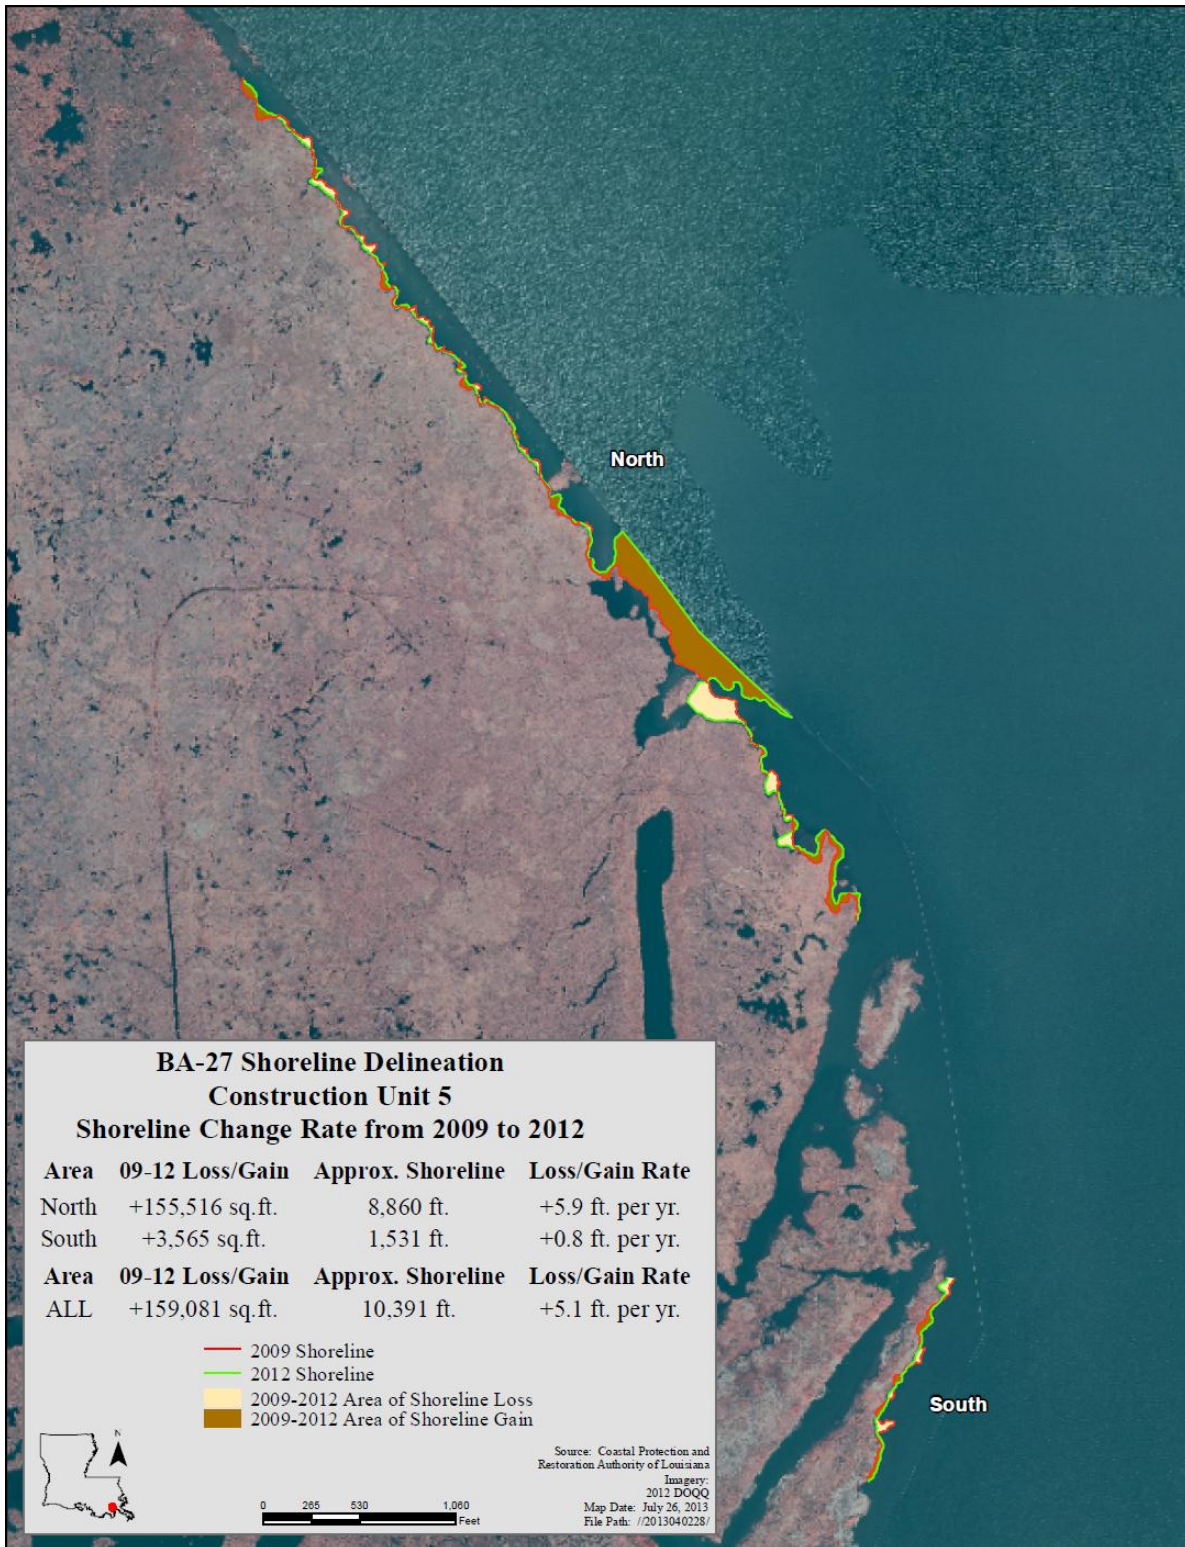 North
BA-27 Shoreline Delineation
Construction Unit 5
Shoreline Change Rate from 2009 to 2012
Area 09-12 Loss/Gain Approx. Shoreline Loss/Gain Rate
North +155,516 sq.ft. 8,860 ft. +5.9 ft. per yr.
South +3,565 sq.ft. 1,531 ft. +0.8 ft. per yr.
Area 09-12 Loss/Gain Approx. Shoreline Loss/Gain Rate
ALL +159,081 sq.ft. 10,391 ft. +5.1 ft. per yr.
2009 Shoreline
2012 Shoreline
2009-2012 Area of Shoreline Loss
2009-2012 Area of Shoreline Gain
South
N
Source: Coastal Protection and
Restoration Authority of Louisiana
Imagery:
2012 DOQQ
Map Date: July 26, 2013
File Path: //2013040228/
0 265 530 1,060
Feet